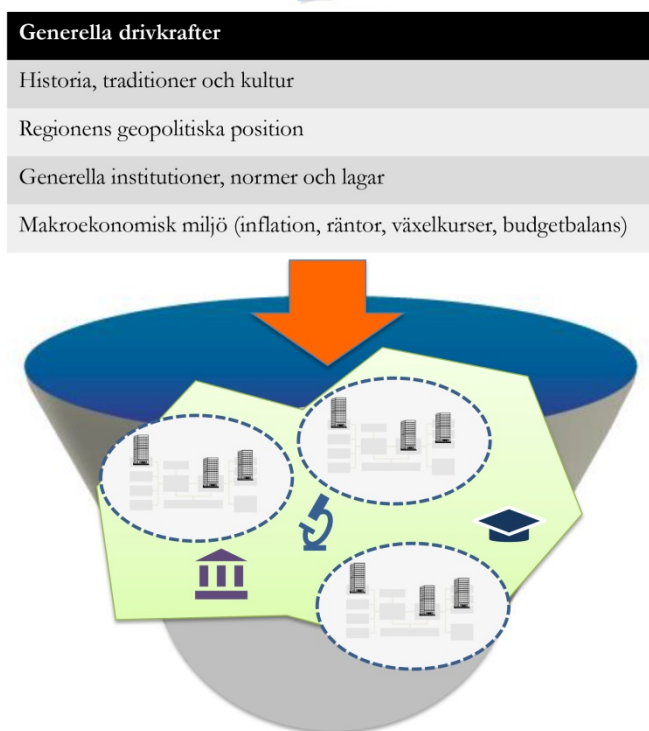 Generella drivkrafter
Historia, traditioner och kultur
Regionens geopolitiska position
Generella institutioner, normer och lagar
Makroekonomisk miljö (inflation, räntor, växelkurser, budgetbalans)